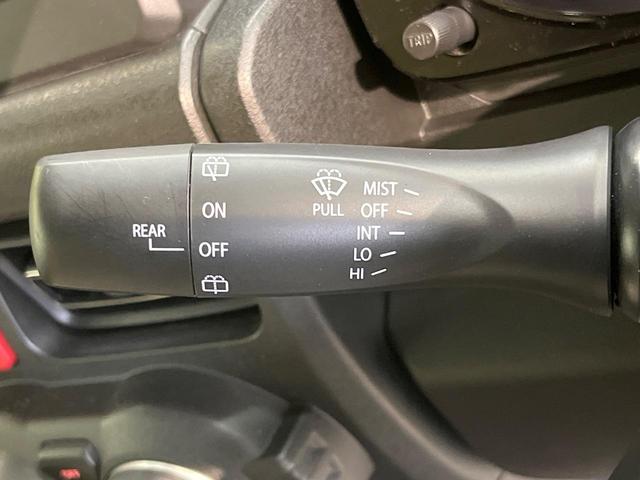 TRIP
MIST
PULL OFF
INT
LO
HI
ON
REAR
OFF